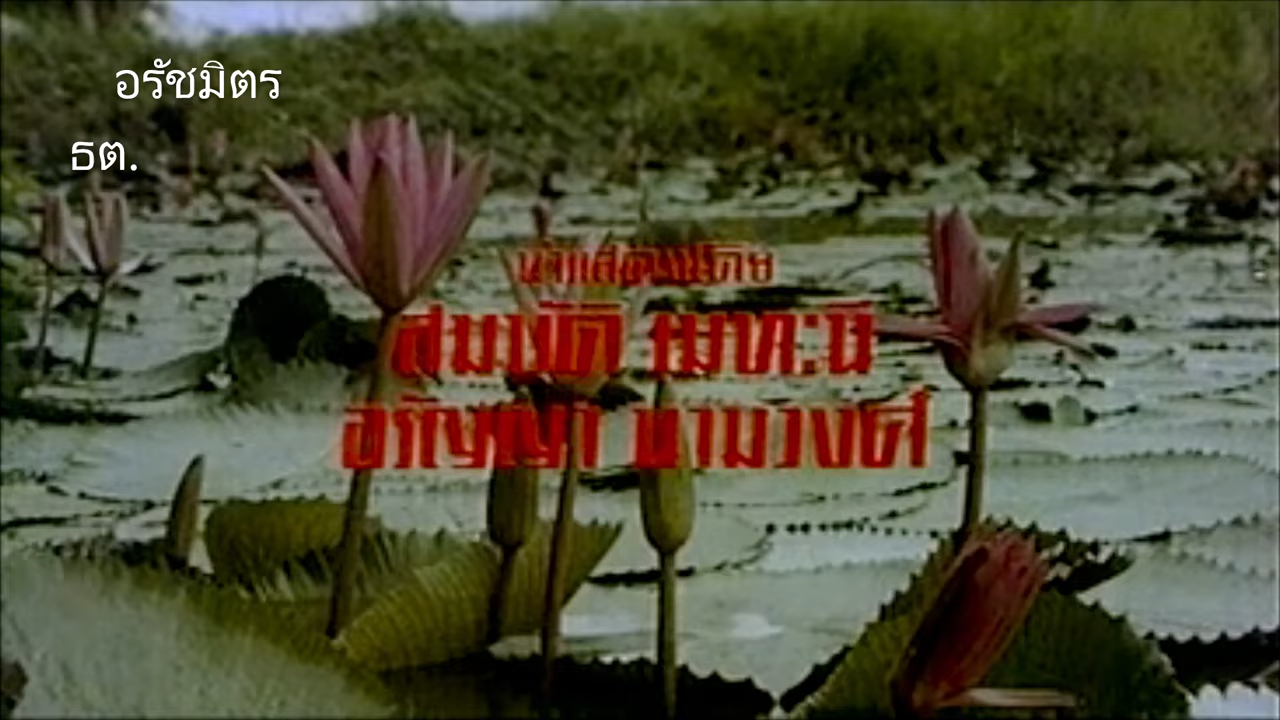 อรัชมิตร
ธต.
นำแสดงโดย
สมบัติ เมทะนี
อรัญญา นามวงศ์